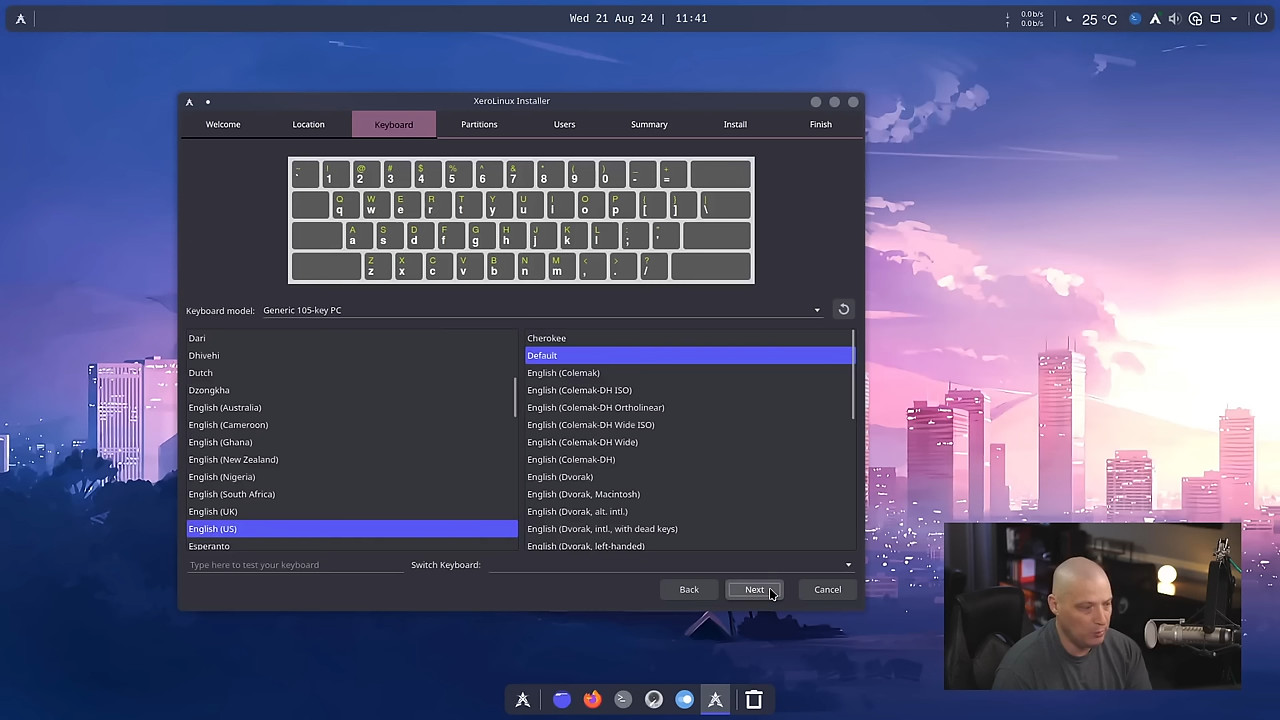 Wed 21 Aug 24 | 11:41
↓ 0.0b/s
↑ 0.0b/s
25 °C
XeroLinux Installer
Welcome Location Keyboard Partitions Users Summary Install Finish
~ ! @ # $ % ^ & * ( ) _ +
` 1 2 3 4 5 6 7 8 9 0 - =
Q W E R T Y U I O P { } |
q w e r t y u i o p [ ] \
A S D F G H J K L : "
a s d f g h j k l ; '
Z X C V B N M < > ?
z x c v b n m , . /
Keyboard model: Generic 105-key PC
Dari
Dhivehi
Dutch
Dzongkha
English (Australia)
English (Cameroon)
English (Ghana)
English (New Zealand)
English (Nigeria)
English (South Africa)
English (UK)
English (US)
Esperanto
Cherokee
Default
English (Colemak)
English (Colemak-DH ISO)
English (Colemak-DH Ortholinear)
English (Colemak-DH Wide ISO)
English (Colemak-DH Wide)
English (Colemak-DH)
English (Dvorak)
English (Dvorak, Macintosh)
English (Dvorak, alt. intl.)
English (Dvorak, intl., with dead keys)
English (Dvorak, left-handed)
Type here to test your keyboard
Switch Keyboard:
Back Next Cancel